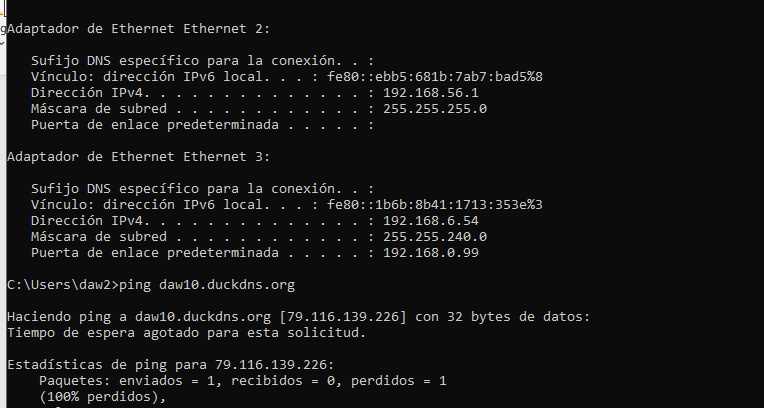 Adaptador de Ethernet Ethernet 2:
Sufijo DNS específico para la conexión. . :
Vínculo: dirección IPv6 local. . . : fe80::ebb5:681b:7ab7:bad5%8
Dirección IPv4. . . . . . . . . . . . . . : 192.168.56.1
Máscara de subred . . . . . . . . . . . . : 255.255.255.0
Puerta de enlace predeterminada . . . . . :
Adaptador de Ethernet Ethernet 3:
Sufijo DNS específico para la conexión. . :
Vínculo: dirección IPv6 local. . . : fe80::1b6b:8b41:1713:353e%3
Dirección IPv4. . . . . . . . . . . . . . : 192.168.6.54
Máscara de subred . . . . . . . . . . . . : 255.255.240.0
Puerta de enlace predeterminada . . . . . : 192.168.0.99
C:\Users\daw2>ping daw10.duckdns.org
Haciendo ping a daw10.duckdns.org [79.116.139.226] con 32 bytes de datos:
Tiempo de espera agotado para esta solicitud.
Estadísticas de ping para 79.116.139.226:
Paquetes: enviados = 1, recibidos = 0, perdidos = 1
(100% perdidos),